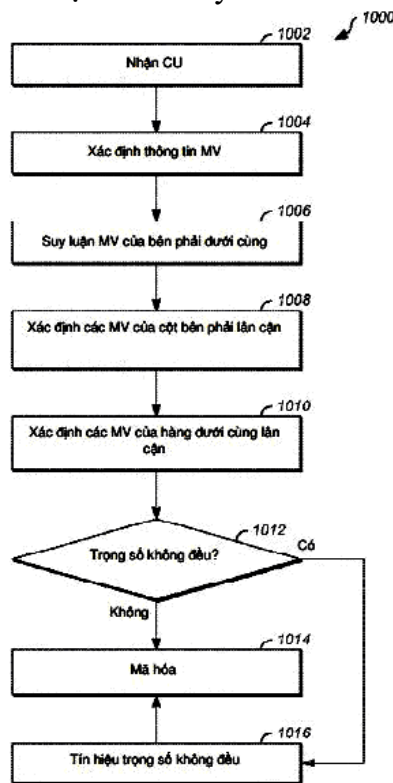 1000
1002
Nhận CU
1004
Xác định thông tin MV
1006
Suy luận MV của bên phải dưới cùng
1008
Xác định các MV của cột bên phải lân cận
1010
Xác định các MV của hàng dưới cùng lân
cận
1012
Trọng số không đều?
Có
Không
1014
Mã hóa
1016
Tín hiệu trọng số không đều